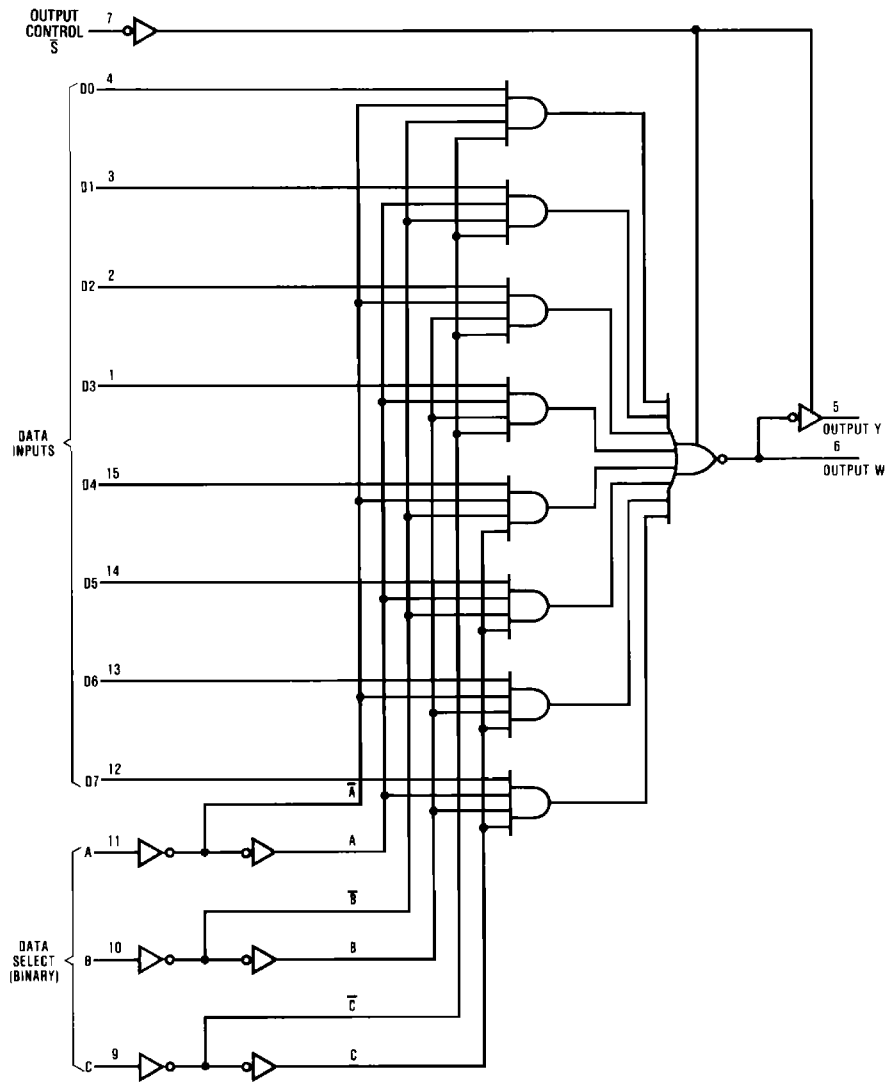 OUTPUT
CONTROL
S̅
7
D0 4
D1 3
D2 2
D3 1
DATA
INPUTS
D4 15
D5 14
D6 13
D7 12
5
OUTPUT Y
6
OUTPUT W
A̅
A 11
A
B̅
DATA
SELECT
(BINARY)
B 10
B
C̅
C 9
C